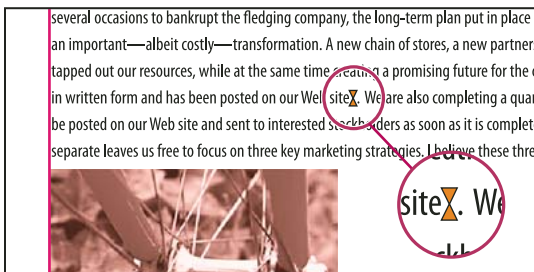 several occasions to bankrupt the fledging company, the long-term plan put in place
an important—albeit costly—transformation. A new chain of stores, a new partner
tapped out our resources, while at the same time creating a promising future for the
in written form and has been posted on our Web site. We are also completing a
be posted on our Web site and sent to interested stockholders as soon as it is
separate leaves us free to focus on three key marketing strategies. I believe these
site. We